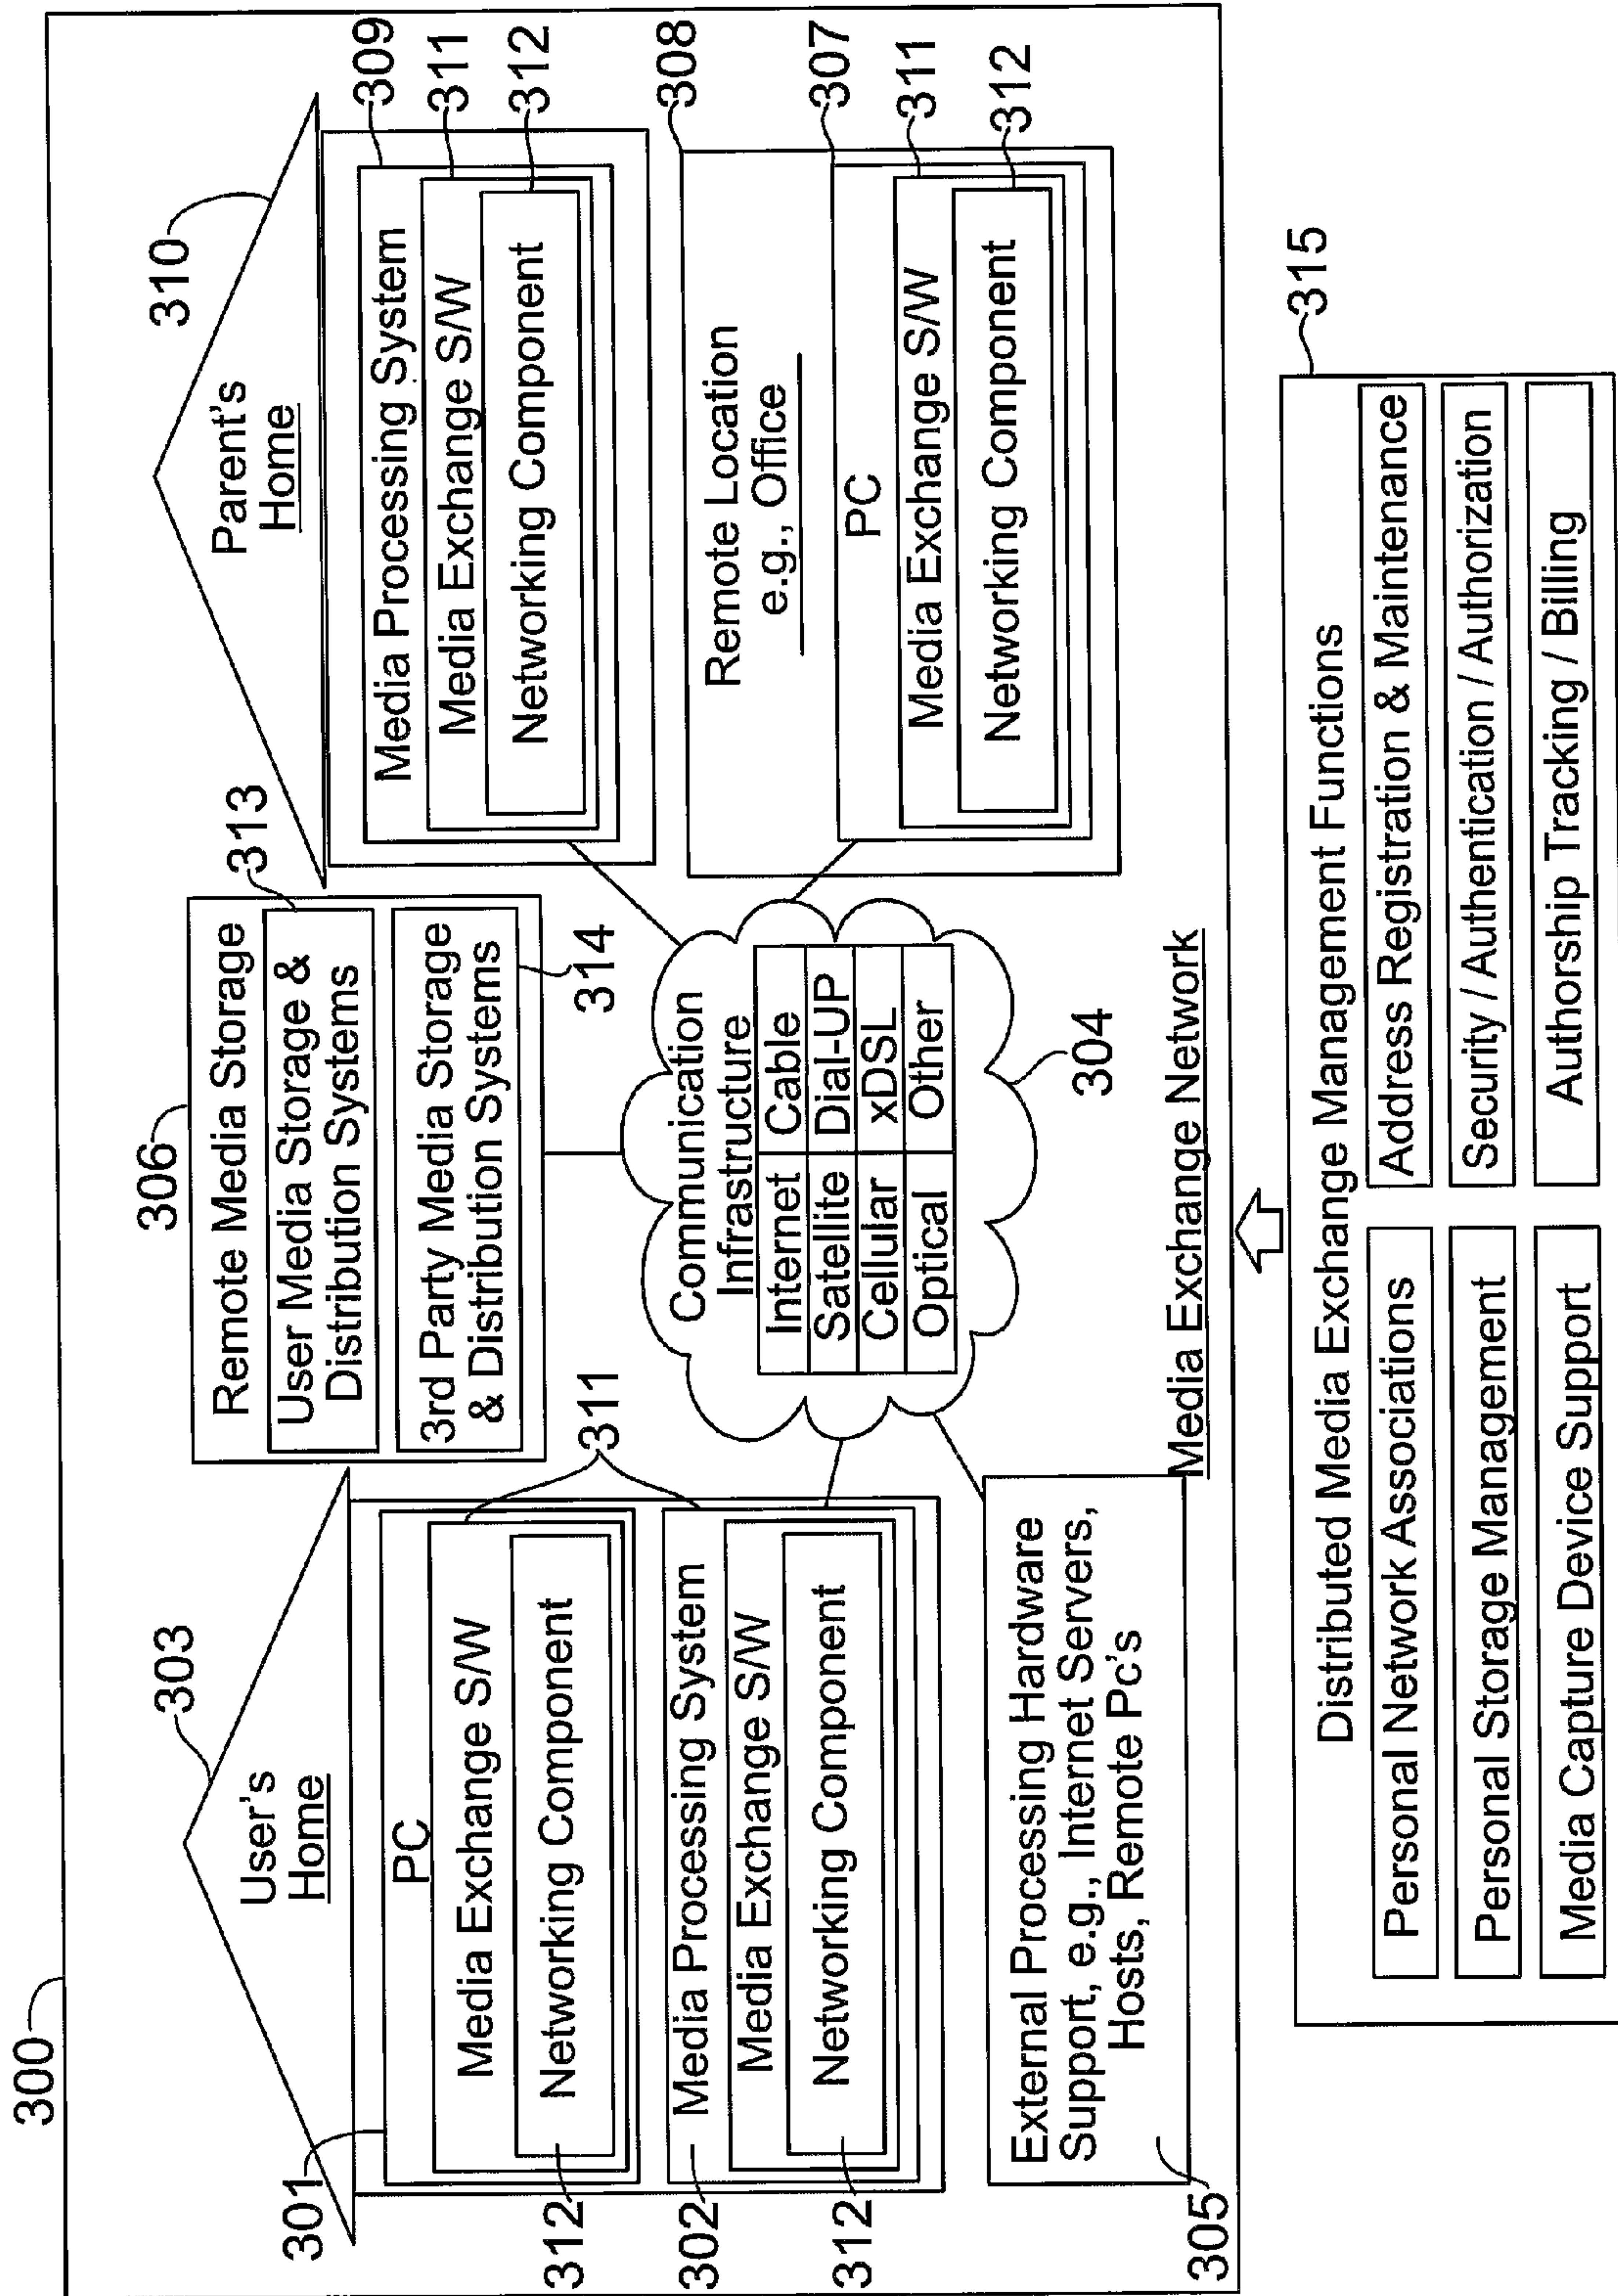 300
303
User's
Home
301
PC
Media Exchange S/W
Networking Component
312
311
302
Media Processing System
Media Exchange S/W
Networking Component
312
External Processing Hardware
Support, e.g., Internet Servers,
Hosts, Remote Pc's
305
306
Remote Media Storage
User Media Storage &
Distribution Systems
313
3rd Party Media Storage
& Distribution Systems
314
Communication
Infrastructure
Internet Cable
Satellite Dial-UP
Cellular xDSL
Optical Other
304
310
Parent's
Home
309
Media Processing System
311
Media Exchange S/W
312
Networking Component
308
Remote Location
e.g., Office
307
PC
311
Media Exchange S/W
312
Networking Component
Media Exchange Network
315
Distributed Media Exchange Management Functions
Personal Network Associations
Address Registration & Maintenance
Personal Storage Management
Security / Authentication / Authorization
Media Capture Device Support
Authorship Tracking / Billing